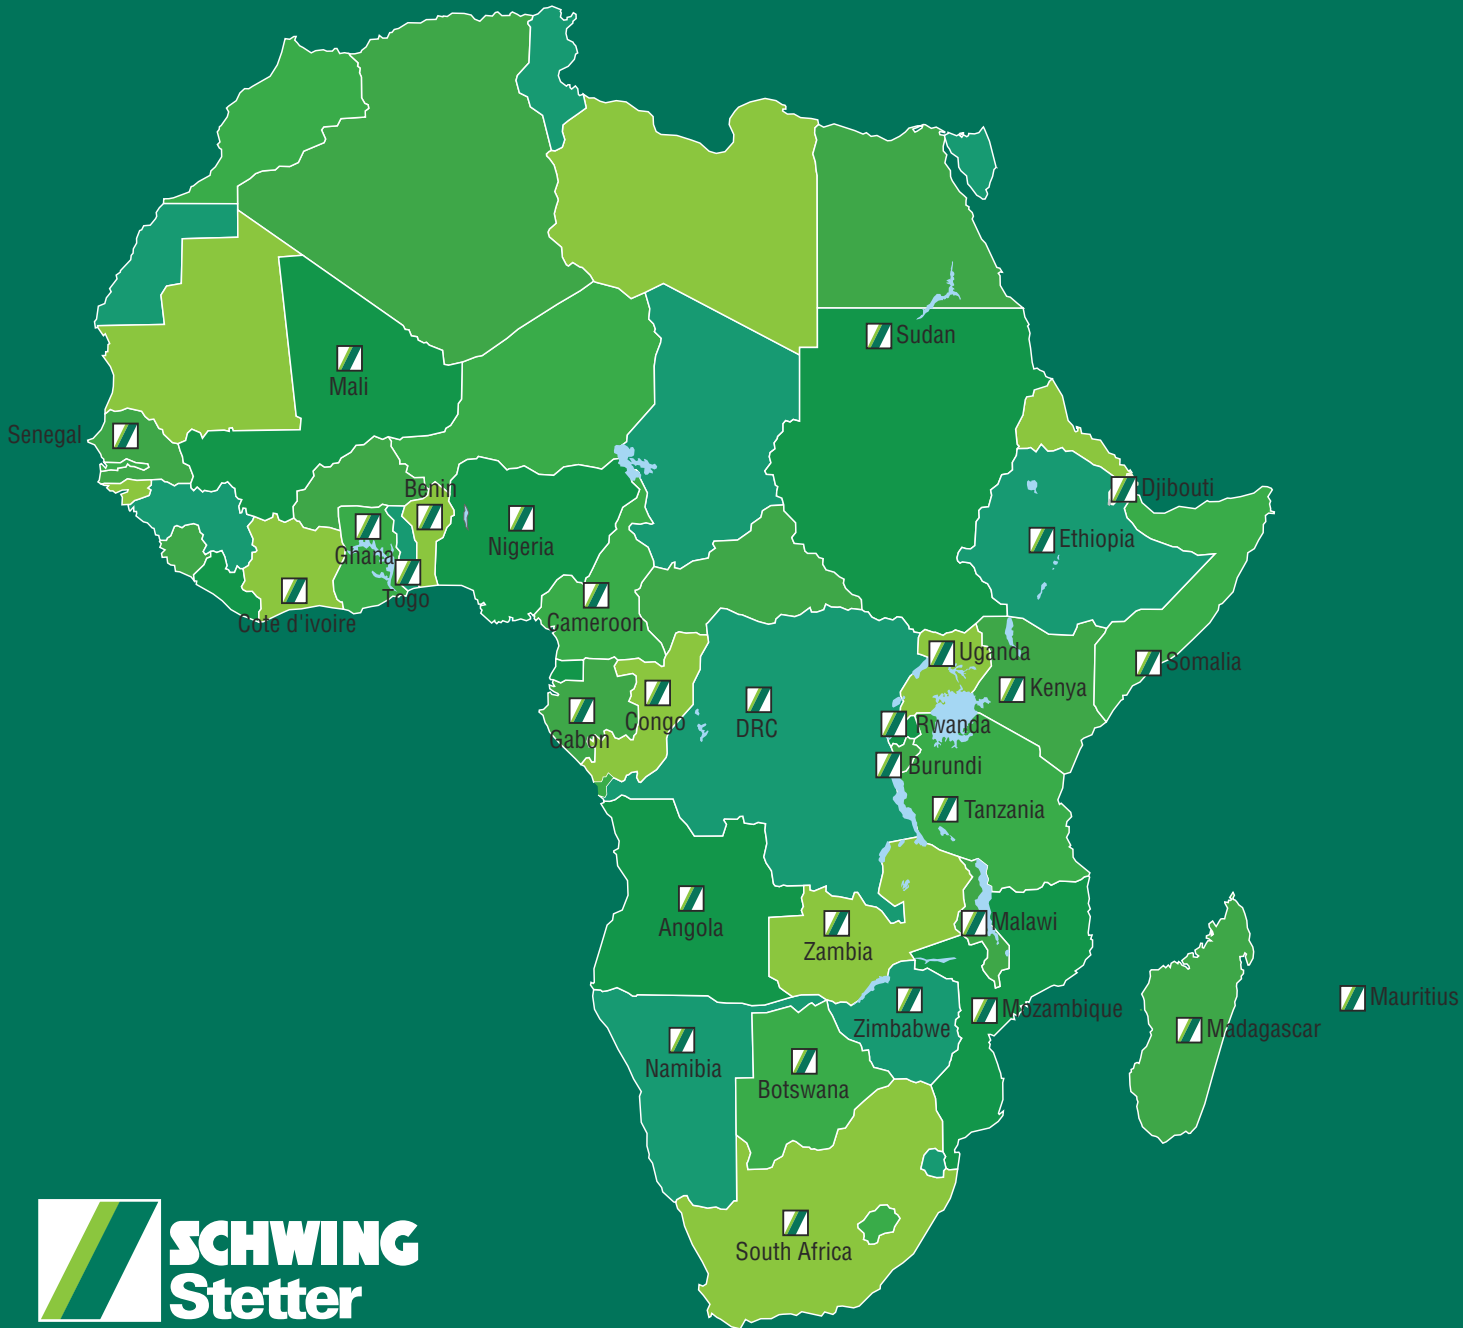 Sudan
Mali
Senegal
Benin
Djibouti
Nigeria
Ethiopia
Ghana
Togo
Cote d'ivoire
Cameroon
Uganda
Somalia
Kenya
Congo
Rwanda
DRC
Gabon
Burundi
Tanzania
Malawi
Angola
Zambia
Mauritius
Mozambique
Zimbabwe
Madagascar
Namibia
Botswana
South Africa
SCHWING
Stetter